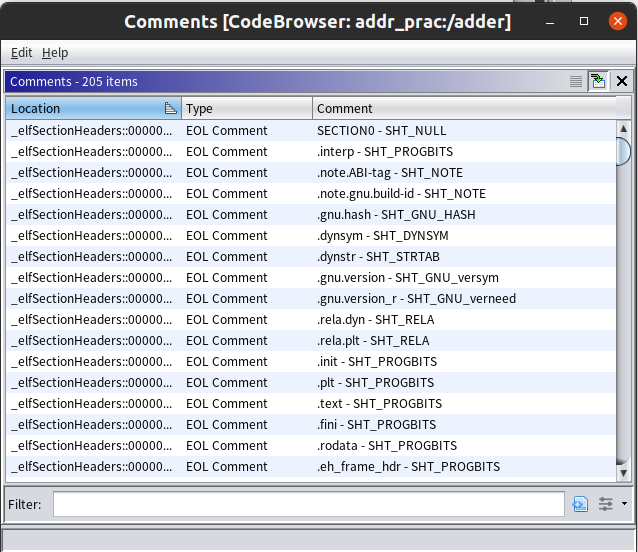 Comments [CodeBrowser: addr_prac:/adder]
Edit Help
Comments - 205 items
Location Type Comment
_elfSectionHeaders::00000... EOL Comment SECTION0 - SHT_NULL
_elfSectionHeaders::00000... EOL Comment .interp - SHT_PROGBITS
_elfSectionHeaders::00000... EOL Comment .note.ABI-tag - SHT_NOTE
_elfSectionHeaders::00000... EOL Comment .note.gnu.build-id - SHT_NOTE
_elfSectionHeaders::00000... EOL Comment .gnu.hash - SHT_GNU_HASH
_elfSectionHeaders::00000... EOL Comment .dynsym - SHT_DYNSYM
_elfSectionHeaders::00000... EOL Comment .dynstr - SHT_STRTAB
_elfSectionHeaders::00000... EOL Comment .gnu.version - SHT_GNU_versym
_elfSectionHeaders::00000... EOL Comment .gnu.version_r - SHT_GNU_verneed
_elfSectionHeaders::00000... EOL Comment .rela.dyn - SHT_RELA
_elfSectionHeaders::00000... EOL Comment .rela.plt - SHT_RELA
_elfSectionHeaders::00000... EOL Comment .init - SHT_PROGBITS
_elfSectionHeaders::00000... EOL Comment .plt - SHT_PROGBITS
_elfSectionHeaders::00000... EOL Comment .text - SHT_PROGBITS
_elfSectionHeaders::00000... EOL Comment .fini - SHT_PROGBITS
_elfSectionHeaders::00000... EOL Comment .rodata - SHT_PROGBITS
_elfSectionHeaders::00000... EOL Comment .eh_frame_hdr - SHT_PROGBITS
Filter: